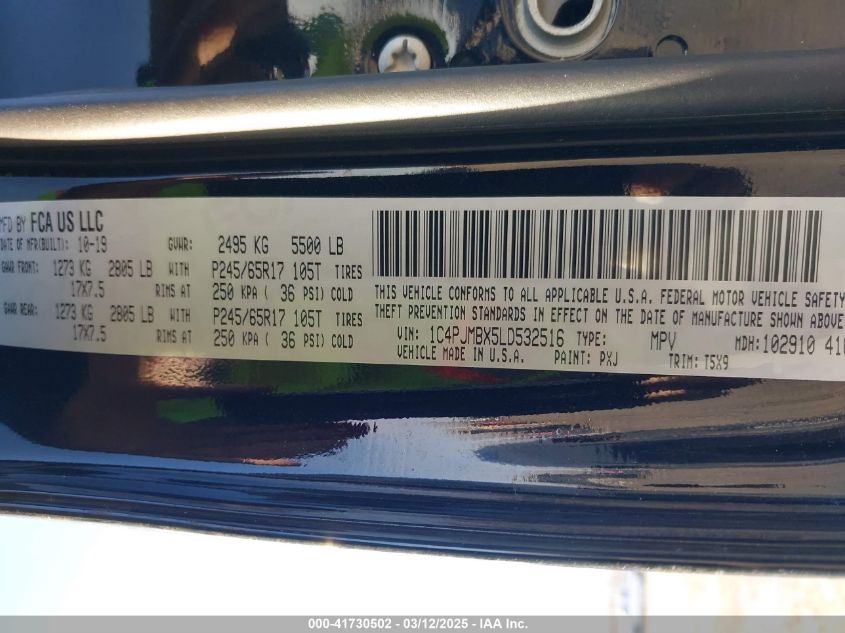 MFD BY FCA US LLC
DATE OF MFR(BUILT): 10-19 GVWR: 2495 KG 5500 LB
GAWR FRONT: 1273 KG 2805 LB WITH P245/65R17 105T TIRES
17X7.5 RIMS AT 250 KPA ( 36 PSI) COLD
GAWR REAR: 1273 KG 2805 LB WITH P245/65R17 105T TIRES
17X7.5 RIMS AT 250 KPA ( 36 PSI) COLD
THIS VEHICLE CONFORMS TO ALL APPLICABLE U.S.A. FEDERAL MOTOR VEHICLE SAFETY
THEFT PREVENTION STANDARDS IN EFFECT ON THE DATE OF MANUFACTURE SHOWN ABOVE
VIN: 1C4PJMBX5LD532516 TYPE: MPV MDH:102910 410
VEHICLE MADE IN U.S.A. PAINT: PXJ TRIM: T5X9
000-41730502 — 03/12/2025 — IAA Inc.